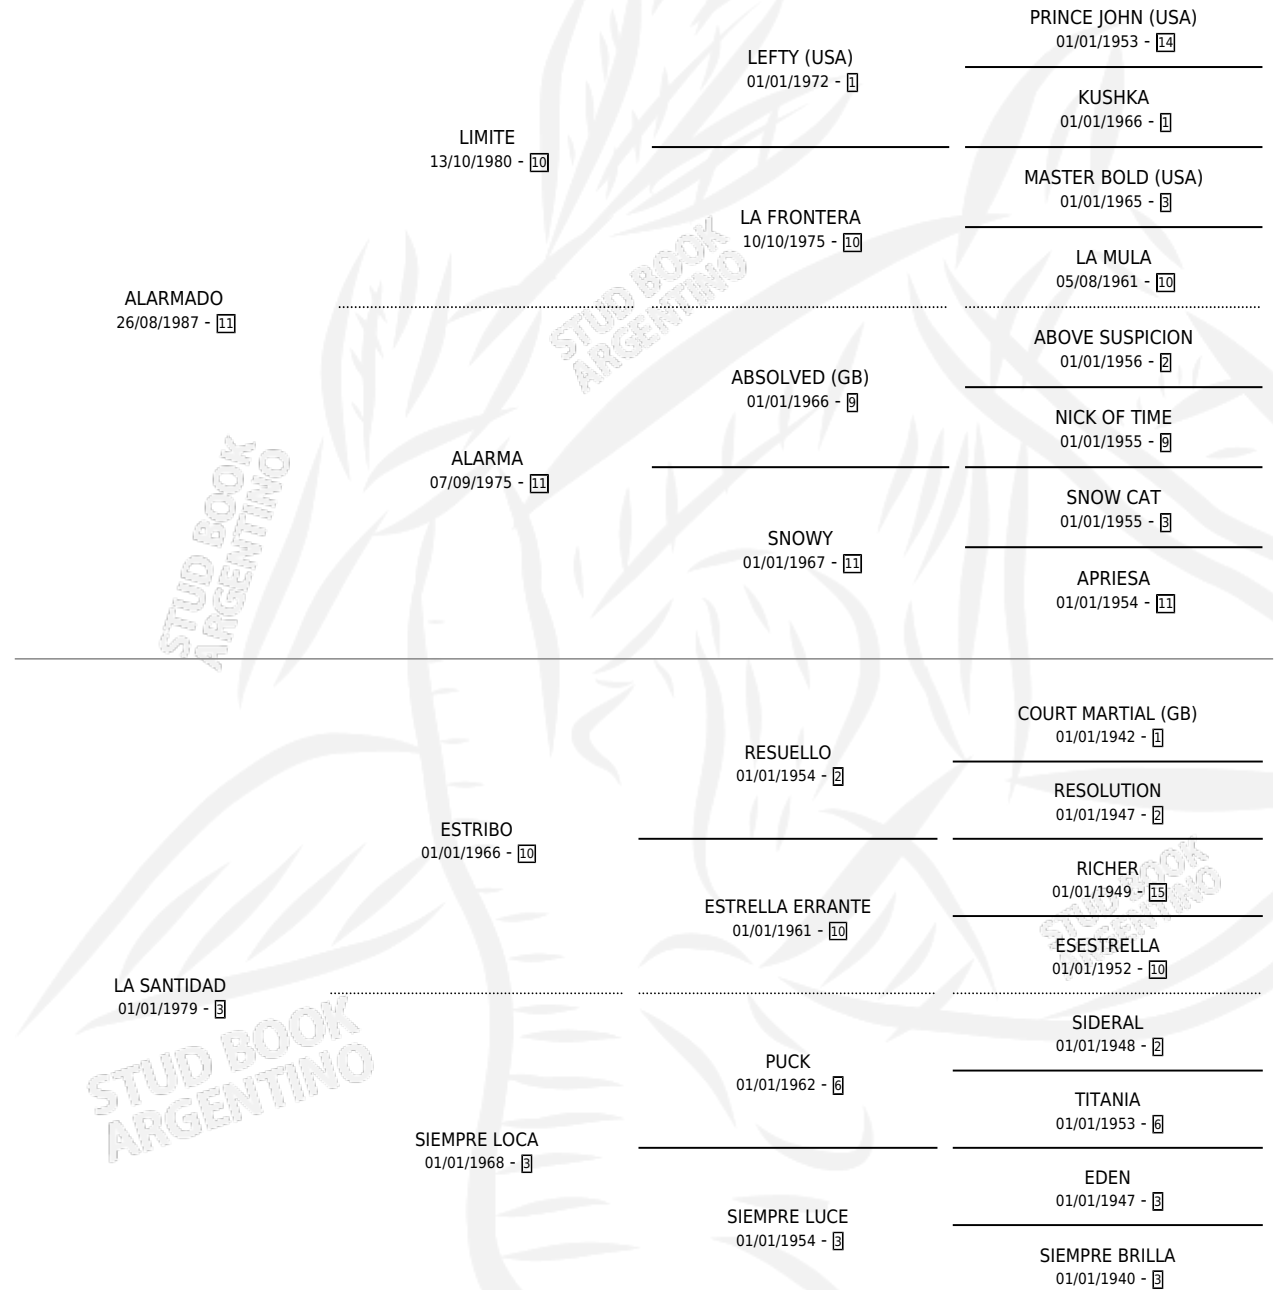 PRINCE JOHN (USA)
01/01/1953 - 14
LEFTY (USA)
01/01/1972 - 1
KUSHKA
01/01/1966 - 1
LIMITE
13/10/1980 - 10
MASTER BOLD (USA)
01/01/1965 - 3
LA FRONTERA
10/10/1975 - 10
LA MULA
05/08/1961 - 10
ALARMADO
26/08/1987 - 11
ABOVE SUSPICION
01/01/1956 - 2
ABSOLVED (GB)
01/01/1966 - 9
NICK OF TIME
01/01/1955 - 9
ALARMA
07/09/1975 - 11
SNOW CAT
01/01/1955 - 3
SNOWY
01/01/1967 - 11
APRIESA
01/01/1954 - 11
STUD BOOK
ARGENTINO
STUD BOOK
ARGENTINO
COURT MARTIAL (GB)
01/01/1942 - 1
RESUELLO
01/01/1954 - 2
RESOLUTION
01/01/1947 - 2
ESTRIBO
01/01/1966 - 10
RICHER
01/01/1949 - 15
ESTRELLA ERRANTE
01/01/1961 - 10
ESESTRELLA
01/01/1952 - 10
LA SANTIDAD
01/01/1979 - 3
SIDERAL
01/01/1948 - 2
PUCK
01/01/1962 - 6
TITANIA
01/01/1953 - 6
SIEMPRE LOCA
01/01/1968 - 3
EDEN
01/01/1947 - 3
SIEMPRE LUCE
01/01/1954 - 3
SIEMPRE BRILLA
01/01/1940 - 3
STUD BOOK
ARGENTINO
STUD BOOK
ARGENTINO